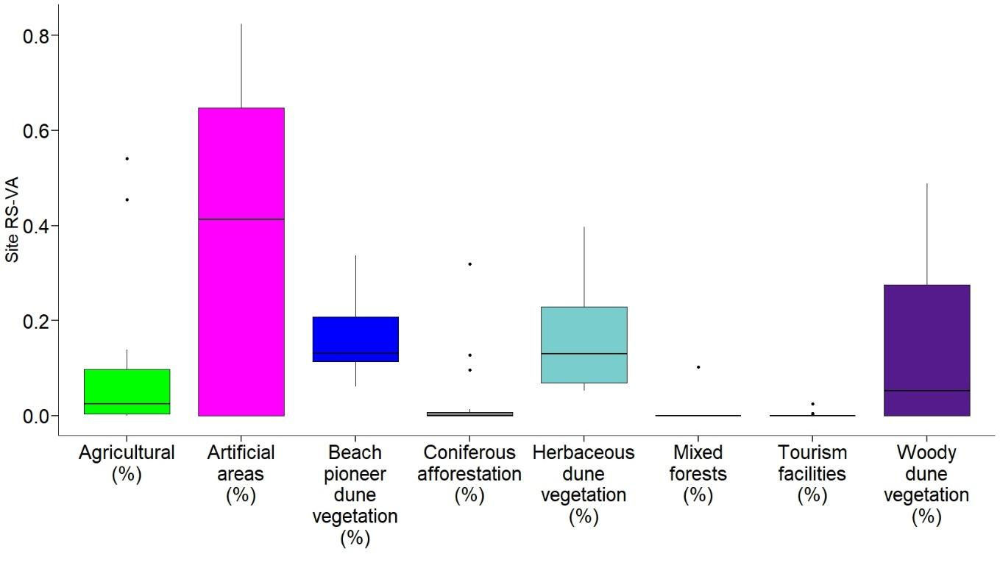 0.8
0.6
0.4
0.2
0.0
Site RS-VA
Agricultural
(%)
Artificial
areas
(%)
Beach
pioneer
dune
vegetation
(%)
Coniferous
afforestation
(%)
Herbaceous
dune
vegetation
(%)
Mixed
forests
(%)
Tourism
facilities
(%)
Woody
dune
vegetation
(%)